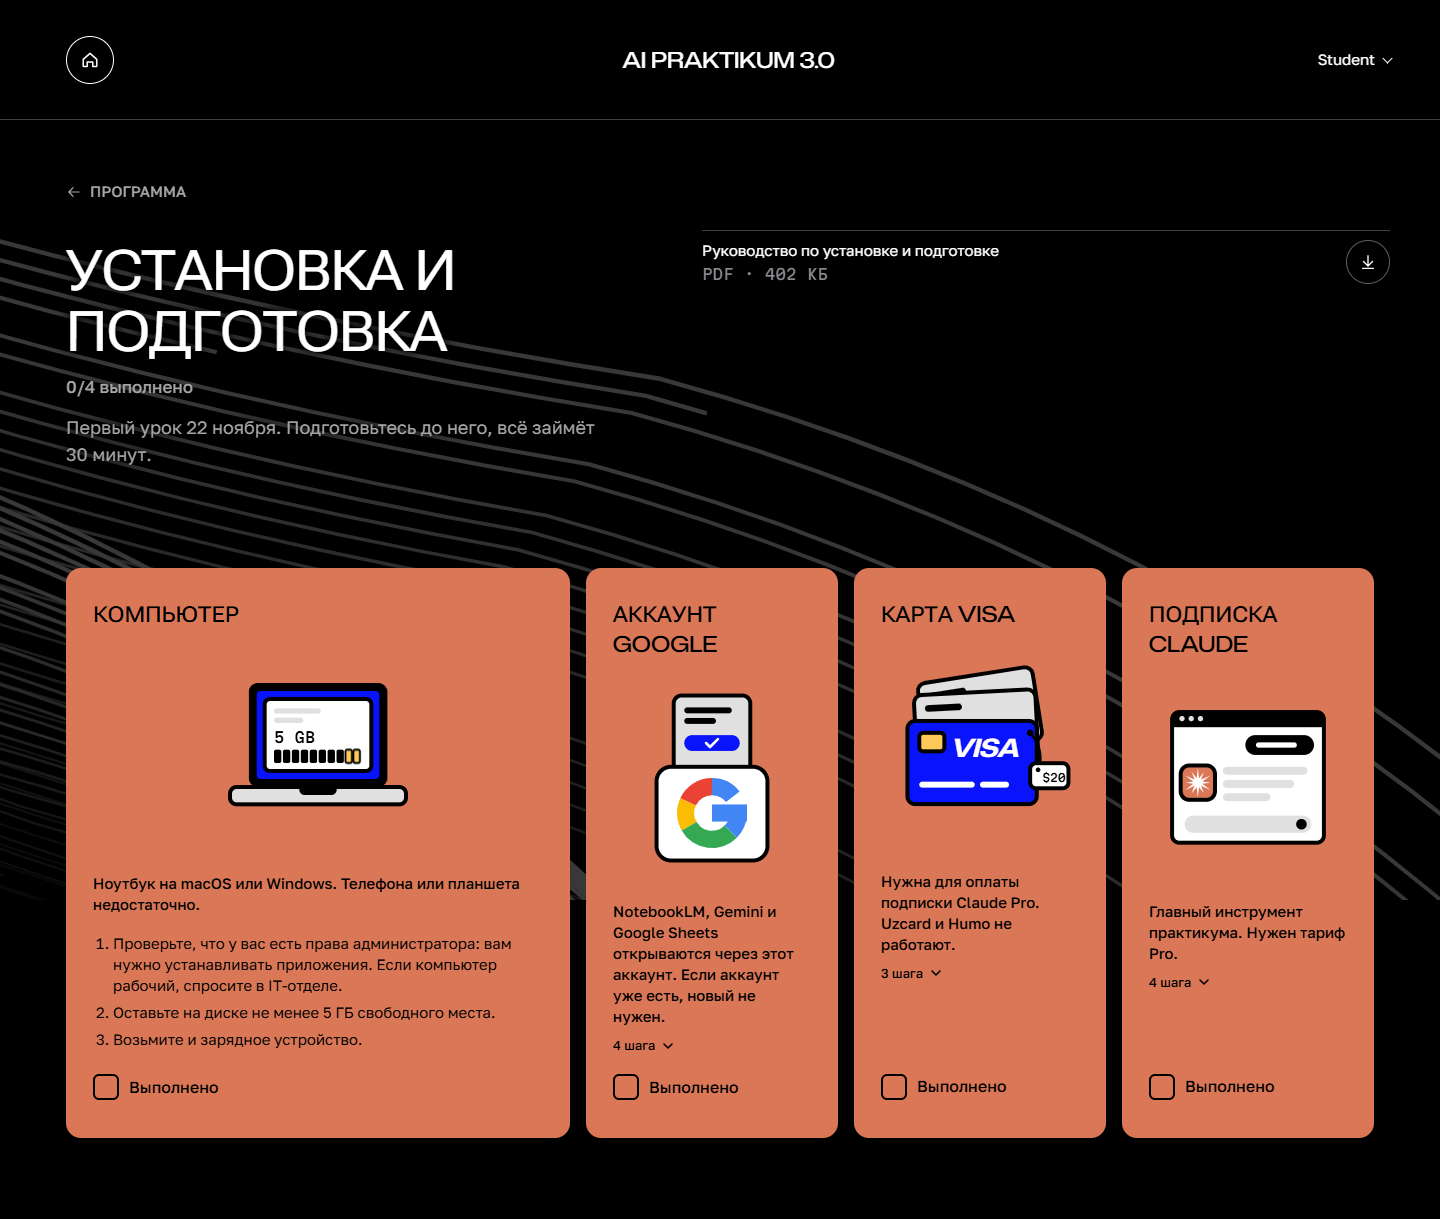 AI PRAKTIKUM 3.0
Student
ПРОГРАММА
УСТАНОВКА И
ПОДГОТОВКА
0/4 выполнено
Первый урок 22 ноября. Подготовьтесь до него, всё займёт
30 минут.
Руководство по установке и подготовке
PDF · 402 КБ
КОМПЬЮТЕР
5 GB
Ноутбук на macOS или Windows. Телефона или планшета
недостаточно.
1. Проверьте, что у вас есть права администратора: вам
нужно устанавливать приложения. Если компьютер
рабочий, спросите в IT-отделе.
2. Оставьте на диске не менее 5 ГБ свободного места.
3. Возьмите и зарядное устройство.
Выполнено
АККАУНТ
GOOGLE
G
NotebookLM, Gemini и
Google Sheets
открываются через этот
аккаунт. Если аккаунт
уже есть, новый не
нужен.
4 шага
Выполнено
КАРТА VISA
VISA
$20
Нужна для оплаты
подписки Claude Pro.
Uzcard и Humo не
работают.
3 шага
Выполнено
ПОДПИСКА
CLAUDE
Главный инструмент
практикума. Нужен тариф
Pro.
4 шага
Выполнено